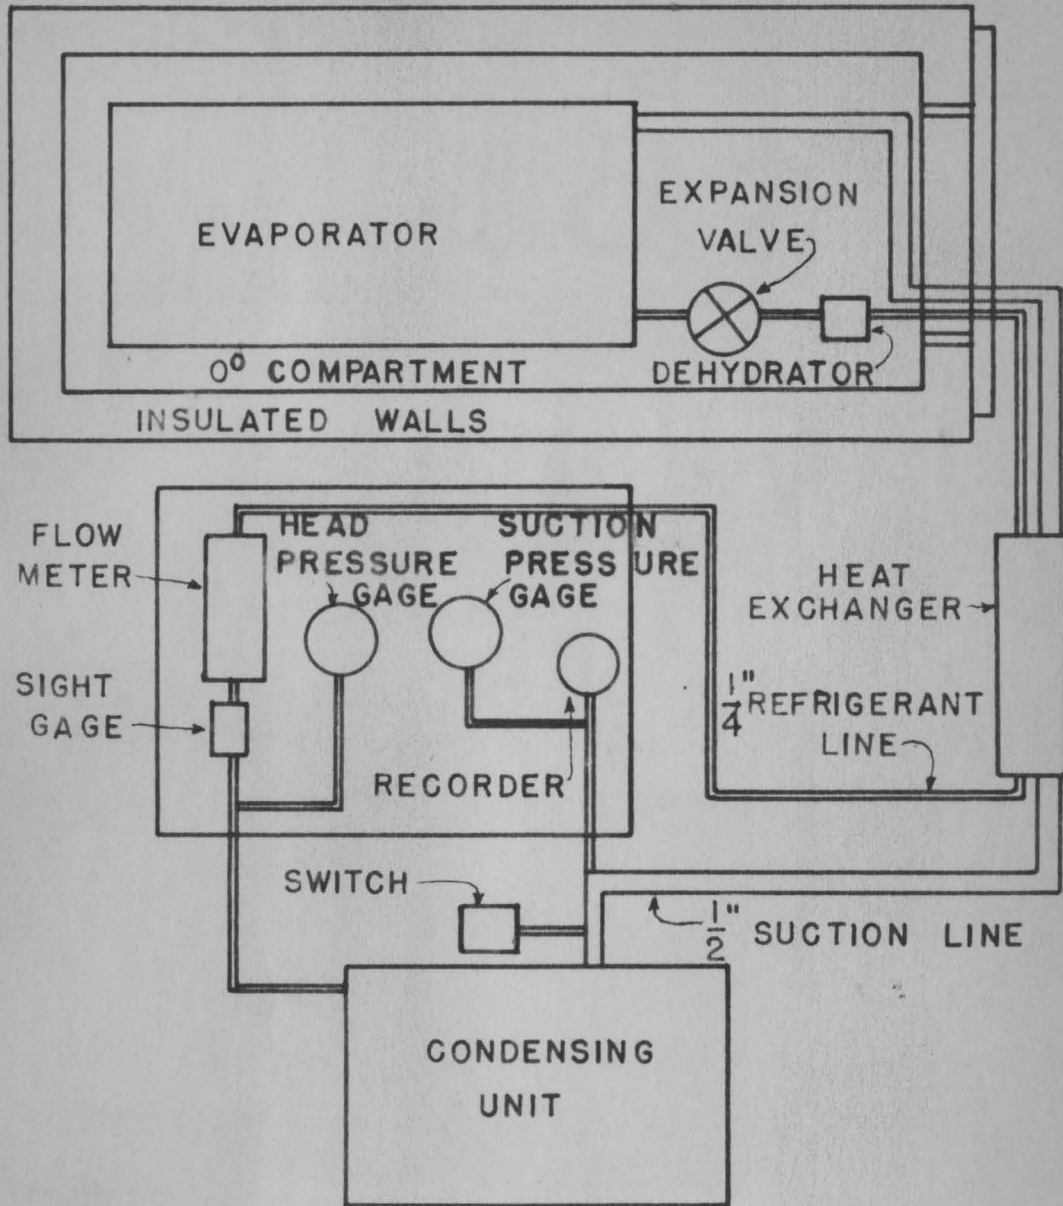 EXPANSION
VALVE
EVAPORATOR
0° COMPARTMENT
DEHYDRATOR
INSULATED WALLS
FLOW
METER
HEAD
PRESSURE
GAGE
SUCTION
PRESSURE
GAGE
HEAT
EXCHANGER
SIGHT
GAGE
1/4" REFRIGERANT
LINE
RECORDER
SWITCH
1/2" SUCTION LINE
CONDENSING
UNIT